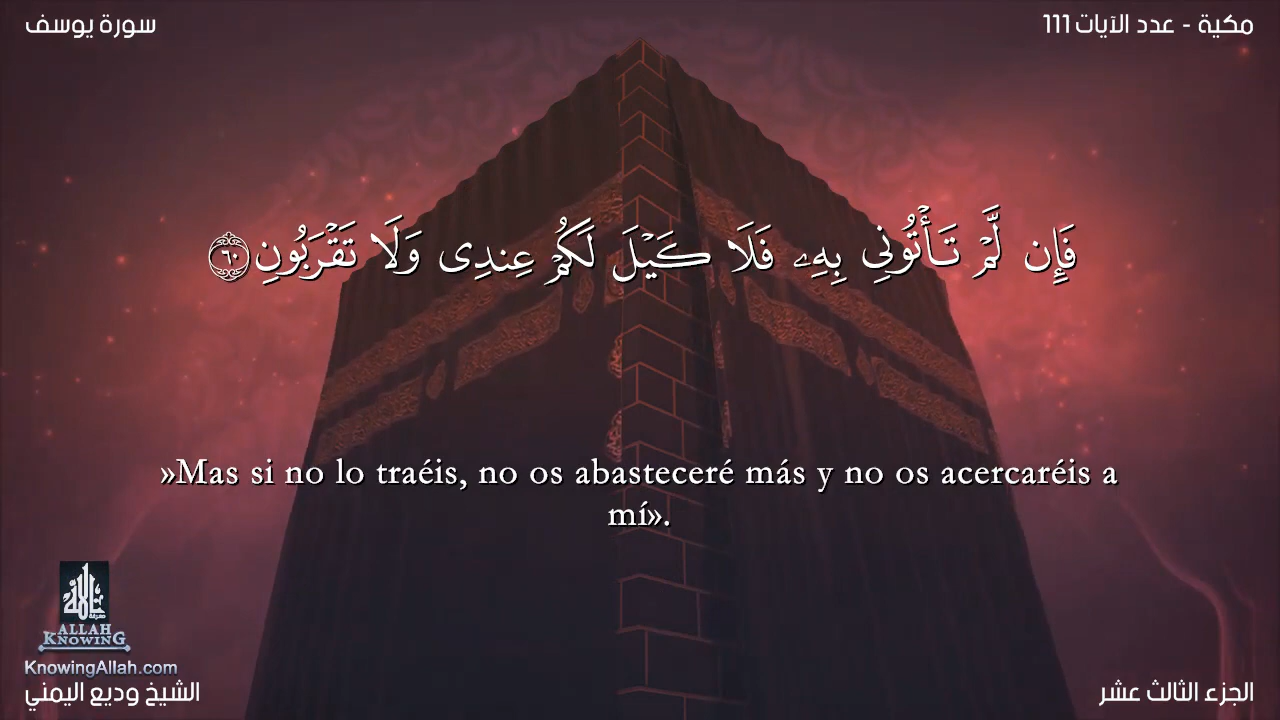 سورة يوسف
مكية - عدد الآيات 111
فَإِن لَّمْ تَأْتُونِى بِهِۦ فَلَا كَيْلَ لَكُمْ عِندِى وَلَا تَقْرَبُونِ ٦٠
»Mas si no lo traéis, no os abasteceré más y no os acercaréis a
mí».
ALLAH
KNOWING
KnowingAllah.com
الشيخ وديع اليمني
الجزء الثالث عشر